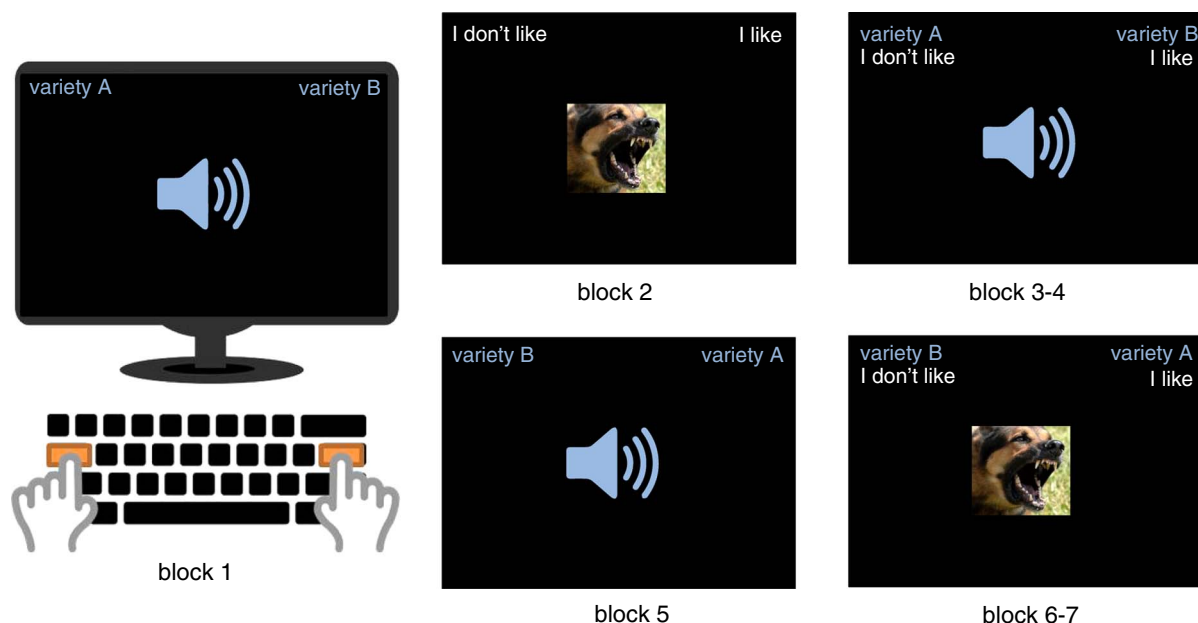 variety A
variety B
block 1
I don't like
I like
block 2
variety A
variety B
I don't like
I like
block 3-4
variety B
variety A
block 5
variety B
variety A
I don't like
I like
block 6-7